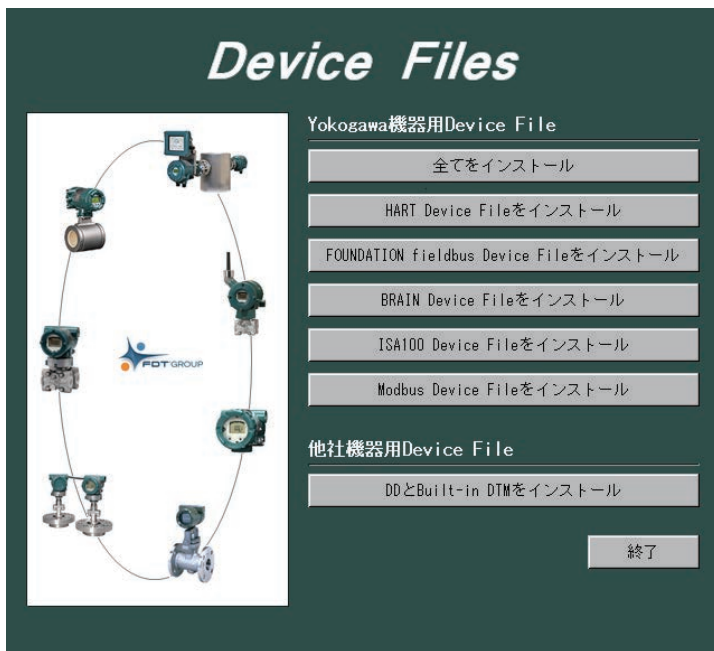 Device Files
Yokogawa機器用Device File
全てをインストール
HART Device Fileをインストール
FOUNDATION fieldbus Device Fileをインストール
BRAIN Device Fileをインストール
ISA100 Device Fileをインストール
Modbus Device Fileをインストール
他社機器用Device File
DDとBuilt-in DTMをインストール
終了
FDT GROUP